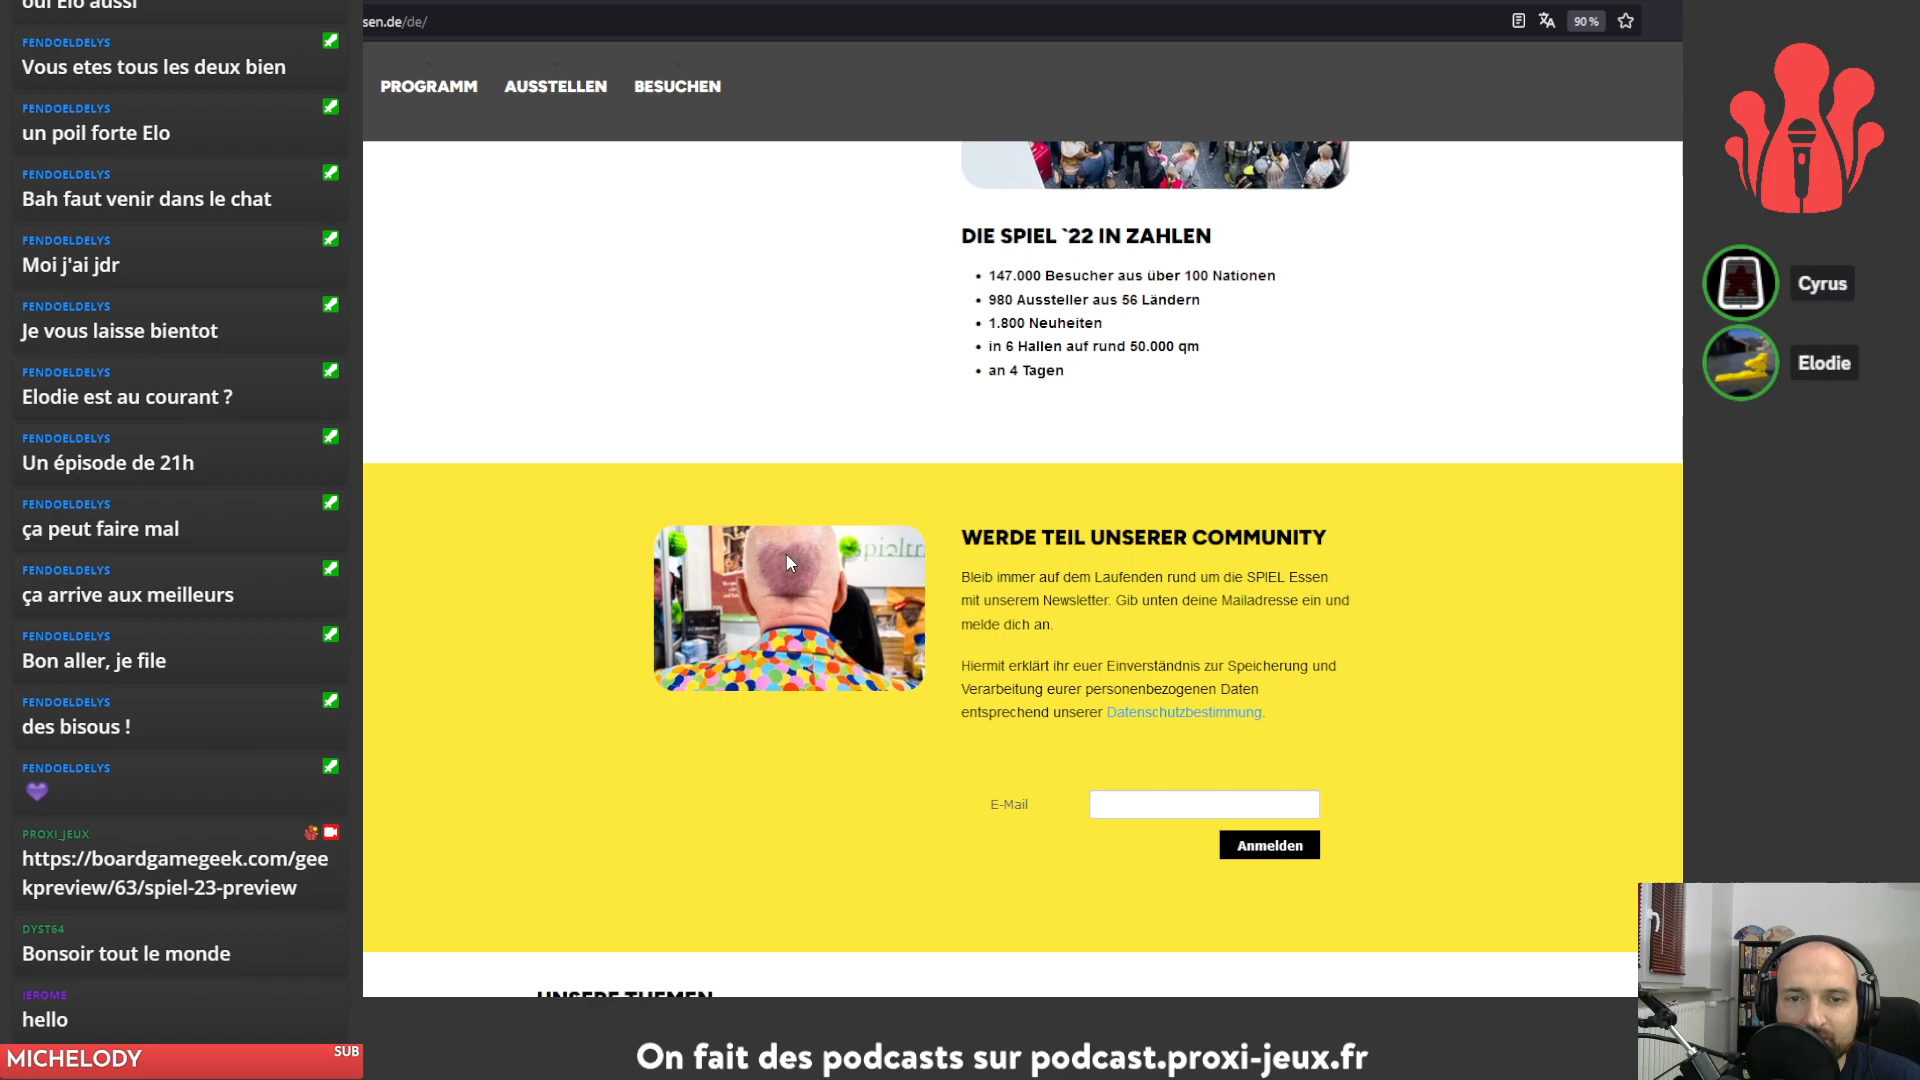 oui Elo aussi
FENDOELDELYS
Vous etes tous les deux bien
FENDOELDELYS
un poil forte Elo
FENDOELDELYS
Bah faut venir dans le chat
FENDOELDELYS
Moi j'ai jdr
FENDOELDELYS
Je vous laisse bientot
FENDOELDELYS
Elodie est au courant ?
FENDOELDELYS
Un épisode de 21h
FENDOELDELYS
ça peut faire mal
FENDOELDELYS
ça arrive aux meilleurs
FENDOELDELYS
Bon aller, je file
FENDOELDELYS
des bisous !
FENDOELDELYS
PROXI_JEUX
https://boardgamegeek.com/gee
kpreview/63/spiel-23-preview
DYST64
Bonsoir tout le monde
IEROME
hello
MICHELODY SUB
sen.de/de/
90 %
PROGRAMM AUSSTELLEN BESUCHEN
DIE SPIEL `22 IN ZAHLEN
• 147.000 Besucher aus über 100 Nationen
• 980 Aussteller aus 56 Ländern
• 1.800 Neuheiten
• in 6 Hallen auf rund 50.000 qm
• an 4 Tagen
WERDE TEIL UNSERER COMMUNITY
Bleib immer auf dem Laufenden rund um die SPIEL Essen
mit unserem Newsletter. Gib unten deine Mailadresse ein und
melde dich an.
Hiermit erklärt ihr euer Einverständnis zur Speicherung und
Verarbeitung eurer personenbezogenen Daten
entsprechend unserer Datenschutzbestimmung.
E-Mail
Anmelden
UNSERE THEMEN
Cyrus
Elodie
On fait des podcasts sur podcast.proxi-jeux.fr